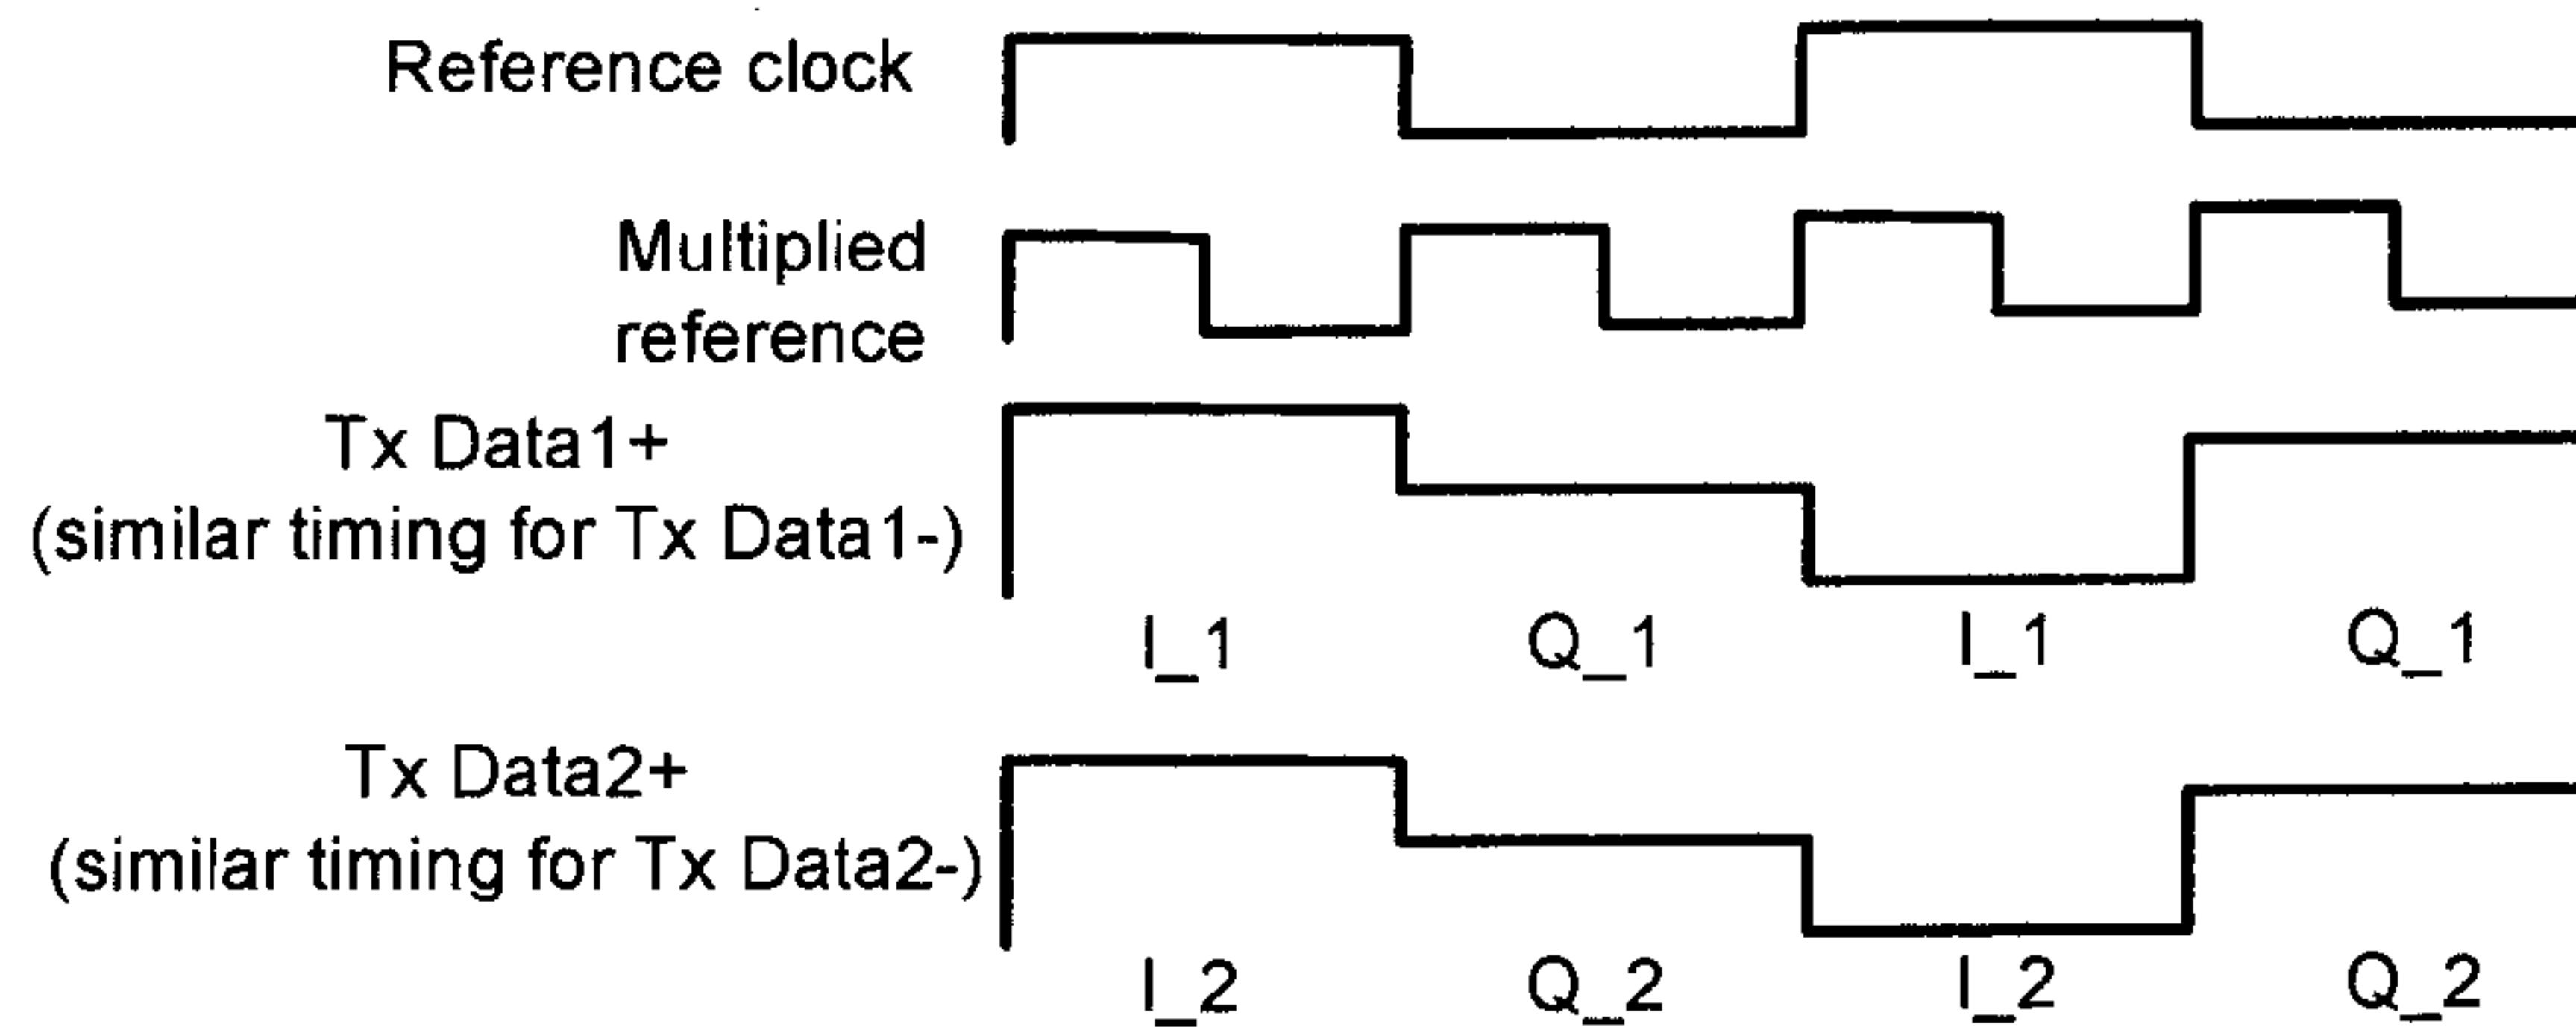 Reference clock
Multiplied
reference
Tx Data1+
(similar timing for Tx Data1-)
I_1 Q_1 I_1 Q_1
Tx Data2+
(similar timing for Tx Data2-)
I_2 Q_2 I_2 Q_2